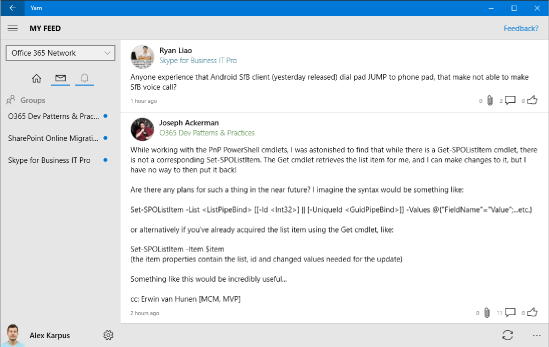 Yam
MY FEED
Feedback?
Office 365 Network
Groups
O365 Dev Patterns & Prac...
SharePoint Online Migrati...
Skype for Business IT Pro
Ryan Liao
Skype for Business IT Pro
Anyone experience that Android SfB client (yesterday released) dial pad JUMP to phone pad, that make not able to make
SfB voice call?
1 hour ago
0 2 0
Joseph Ackerman
O365 Dev Patterns & Practices
While working with the PnP PowerShell cmdlets, I was astonished to find that while there is a Get-SPOListItem cmdlet, there
is not a corresponding Set-SPOListItem. The Get cmdlet retrieves the list item for me, and I can make changes to it, but I
have no way to then put it back!
Are there any plans for such a thing in the near future? I imagine the syntax would be something like:
Set-SPOListItem -List <ListPipeBind> [[-Id <Int32>] || [-UniqueId <GuidPipeBind>]] -Values @{"FieldName"="Value";...etc.}
or alternatively if you've already acquired the list item using the Get cmdlet, like:
Set-SPOListItem -Item $item
(the item properties contain the list, id and changed values needed for the update)
Something like this would be incredibly useful...
cc: Erwin van Hunen [MCM, MVP]
2 hours ago
0 11 0
Alex Karpus